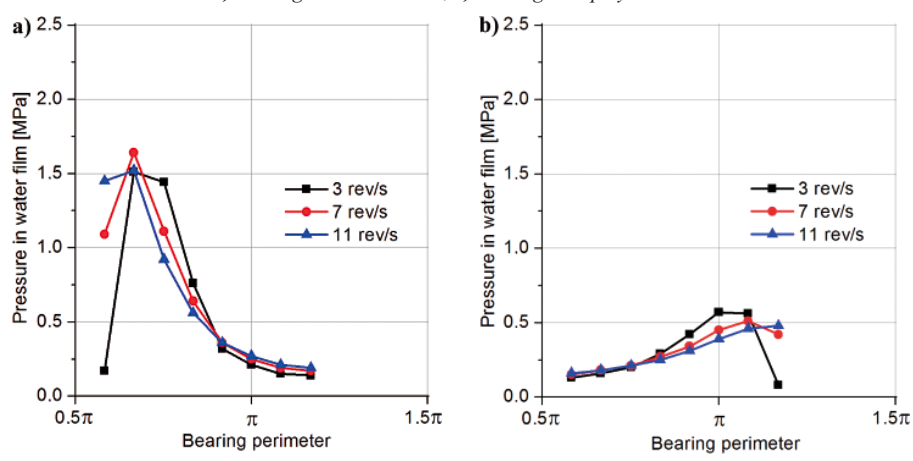 a)
b)
2.5
2.0
1.5
1.0
0.5
0.0
Pressure in water film [MPa]
3 rev/s
7 rev/s
11 rev/s
0.5π
π
1.5π
Bearing perimeter
2.5
2.0
1.5
1.0
0.5
0.0
Pressure in water film [MPa]
3 rev/s
7 rev/s
11 rev/s
0.5π
π
1.5π
Bearing perimeter